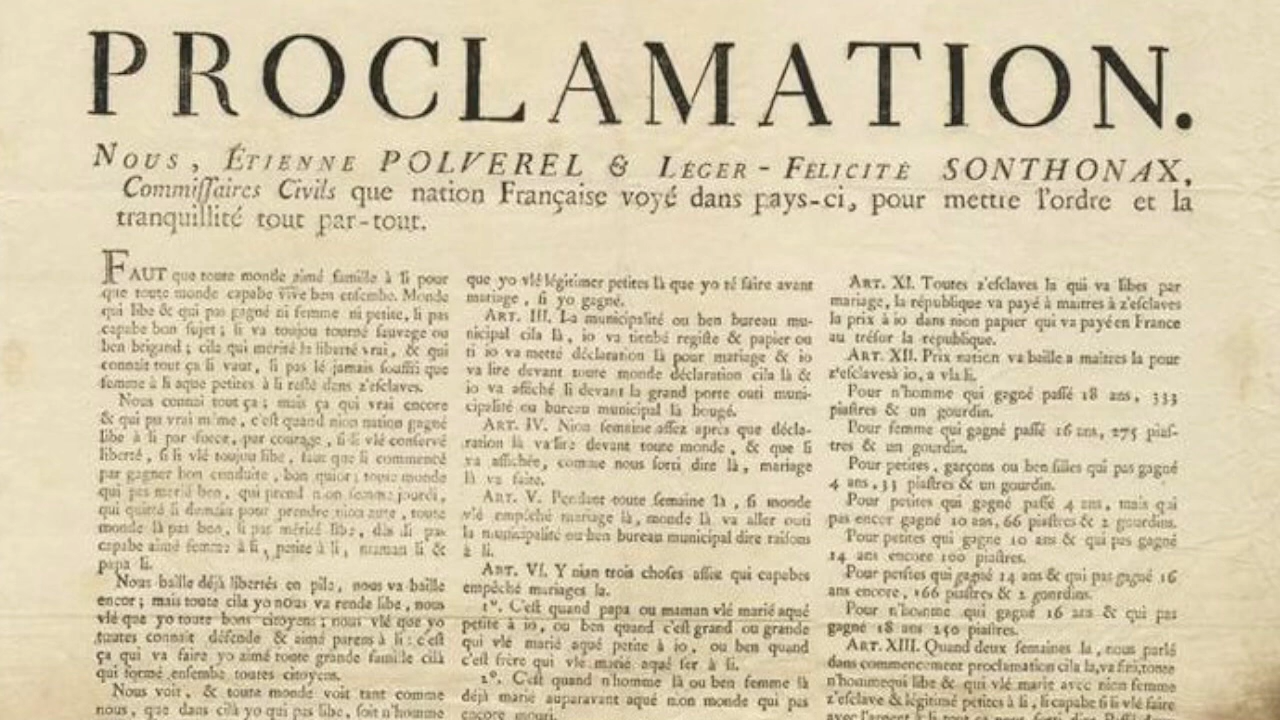 PROCLAMATION.
NOUS, ÉTIENNE POLVEREL & LÉGER-FÉLICITÉ SONTHONAX,
Commiſſaires Civils que nation Françaiſe voyé dans pays-ci, pour mettre l'ordre et la
tranquillité tout par-tout.
FAUT que toute monde aimé famille à li pour
que toute monde capabe vive ben enſembe. Monde
qui libe & qui pas gagné ni femme ni petite, li pas
capabe bon ſujet; li va toujou tourné ſauvage ou
ben brigand; cila qui mérité la liberté vrai, & qui
connaît tout ça li vaut, li pas lé jamais ſouffri que
femme à li aque petites à li reſté dans z'eſclaves.
Nous connai tout ça; mais ça qui vrai encore
& qui pu vrai même, c'eſt quand nion nation gagné
libe à li par force, par courage, ſi li vlé conſervé
liberté, ſi li vlé toujou libe, faut que li commencé
par gagner bon conduite, bon quior; toute monde
qui pas marié ben, qui prend nion femme jourdi,
qui quitté li demain pour prendre nion aute, toute
monde là pas bon, li pas mérité libe, dis li pas
capabe aimé femme à li, petite à li, maman li &
papa li.
Nous baille déjà libertés en pile, nous va baille
encor; mais toute cila yo nous va rende libe, nous
vlé que yo toute bons citoyens; nous vlé que yo
toutes connait défende & aimé parens à li: c'eſt
ça qui va faire yo aimé toute grande famille cilà
qui formé enſembe toutes citoyens.
Nous voir, & toute monde voit tant comme
nous, que dans cilà yo qui pas libe, ſoit n'homme
que yo vlé légitimer petites là que yo té faire avant
mariage, ſi yo gagné.
ART. III. La municipalité ou ben bureau mu-
nicipal cila là, io va tienbé regiſte & papier ou
ti io va metté déclaration là pour mariage & io
va lire devant toute monde déclaration cila là &
io va affiché li devant la grand porte outi muni-
cipalité ou bureau municipal là bougé.
ART. IV. Nion ſemaine aſſez après que décla-
ration là va lire devant toure monde, & que li
va affichée, comme nous ſorti dire là, mariage
là va faite.
ART. V. Pendant toute ſemaine là, ſi monde
vlé empêché mariage là, monde là va aller outi
la municipalité ou ben bureau municipal dire raiſons
à li.
ART. VI. Y nian trois choſes aſſez qui capabes
empêché mariages la.
1°. C'eſt quand papa ou maman vlé marié aqué
petite à io, ou ben quand c'eſt grand ou grande
qui vlé marié aqué petite à io, ou ben quand
c'eſt frère qui vlé marié aqué ſer à li.
2°. C'eſt quand n'homme là ou ben femme là
déjà marié auparavant aqué nion monde qui pas
encore mouri.
ART. XI. Toutes z'eſclaves la qui va libes par
mariage, la république va payé à maitres à z'eſclaves
la prix à io dans nion papier qui va payé en France
au tréſor la république.
ART. XII. Prix nation va baille a maitres la pour
z'eſclaves à io, a vla li.
Pour n'homme qui gagné paſſé 18 ans, 333
piaſtres & un gourdin.
Pour femme qui gagné paſſé 16 ans, 275 piaſ-
tres & un gourdin.
Pour petites, garçons ou ben filles qui pas gagné
4 ans, 33 piaſtres & un gourdin.
Pour petites qui gagné paſſé 4 ans, mais qui
pas encor gagné 10 ans, 66 piaſtres & 2 gourdins.
Pour petites qui gagne 10 ans & qui pas gagné
14 ans encore 100 piaſtres.
Pour petites qui gagné 14 ans & qui pas gagné 16
ans encore, 166 piaſtres & 2 gourdins.
Pour n'homme qui gagné 16 ans & qui pas
gagné 18 ans 250 piaſtres.
ART. XIII. Quand deux ſemaines la, nous parlé
dans commencement proclamation cila la, va fini, toute
n'homme qui libe & qui vlé marié avec nion femme
z'eſclave & légitimé petites à li, li capabe ſi li vlé faire